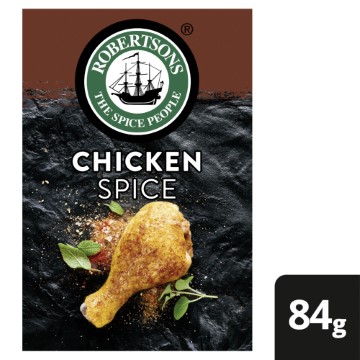 ®
ROBERTSONS
THE SPICE PEOPLE
CHICKEN
SPICE
84g